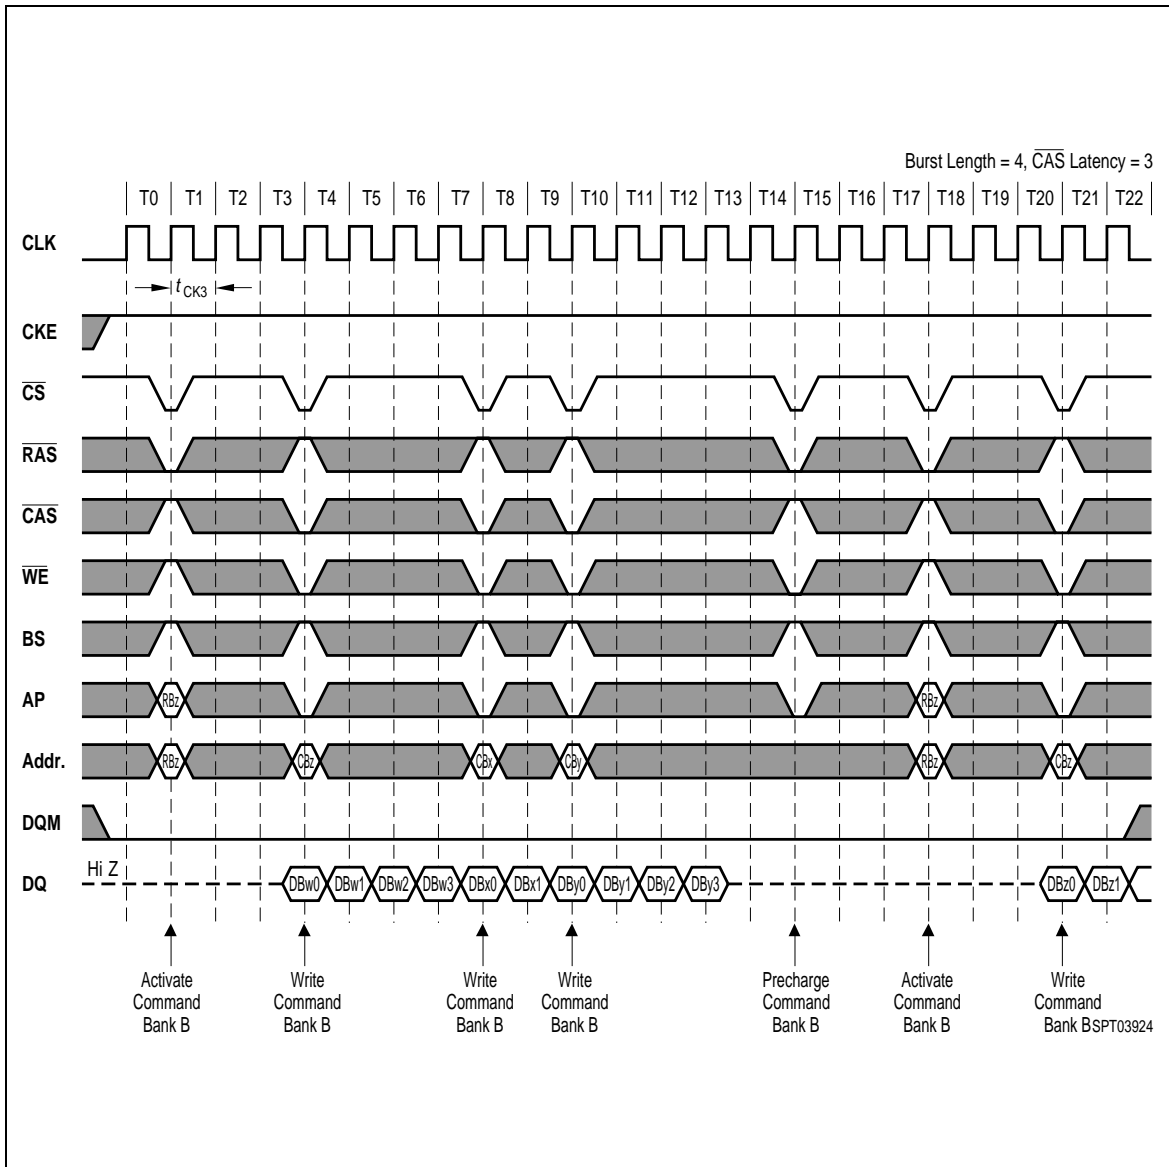 Burst Length = 4, CAS Latency = 3
T0 T1 T2 T3 T4 T5 T6 T7 T8 T9 T10 T11 T12 T13 T14 T15 T16 T17 T18 T19 T20 T21 T22
CLK
t CK3
CKE
CS
RAS
CAS
WE
BS
AP RBz RBz
Addr. RBz CBz CBx CBy RBz CBz
DQM
Hi Z
DQ DBw0 DBw1 DBw2 DBw3 DBx0 DBx1 DBy0 DBy1 DBy2 DBy3 DBz0 DBz1
Activate Command Bank B
Write Command Bank B
Write Command Bank B
Write Command Bank B
Precharge Command Bank B
Activate Command Bank B
Write Command Bank B
SPT03924